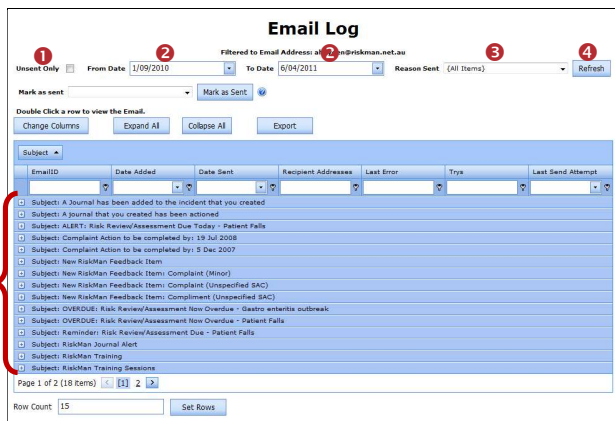 Email Log
Filtered to Email Address: @riskman.net.au
1 2 2 3 4
Unsent Only From Date 1/09/2010 To Date 6/04/2011 Reason Sent {All Items} Refresh
Mark as sent Mark as Sent
Double Click a row to view the Email.
Change Columns Expand All Collapse All Export
Subject
EmailID Date Added Date Sent Recipient Addresses Last Error Trys Last Send Attempt
Subject: A Journal has been added to the incident that you created
Subject: A journal that you created has been actioned
Subject: ALERT: Risk Review/Assessment Due Today - Patient Falls
Subject: Complaint Action to be completed by: 19 Jul 2008
Subject: Complaint Action to be completed by: 5 Dec 2007
Subject: New RiskMan Feedback Item
Subject: New RiskMan Feedback Item: Complaint (Minor)
Subject: New RiskMan Feedback Item: Complaint (Unspecified SAC)
Subject: New RiskMan Feedback Item: Compliment (Unspecified SAC)
Subject: OVERDUE: Risk Review/Assessment Now Overdue - Gastro enteritis outbreak
Subject: OVERDUE: Risk Review/Assessment Now Overdue - Patient Falls
Subject: Reminder: Risk Review/Assessment Due - Patient Falls
Subject: RiskMan Journal Alert
Subject: RiskMan Training
Subject: RiskMan Training Sessions
Page 1 of 2 (18 items) [1] 2
Row Count 15 Set Rows